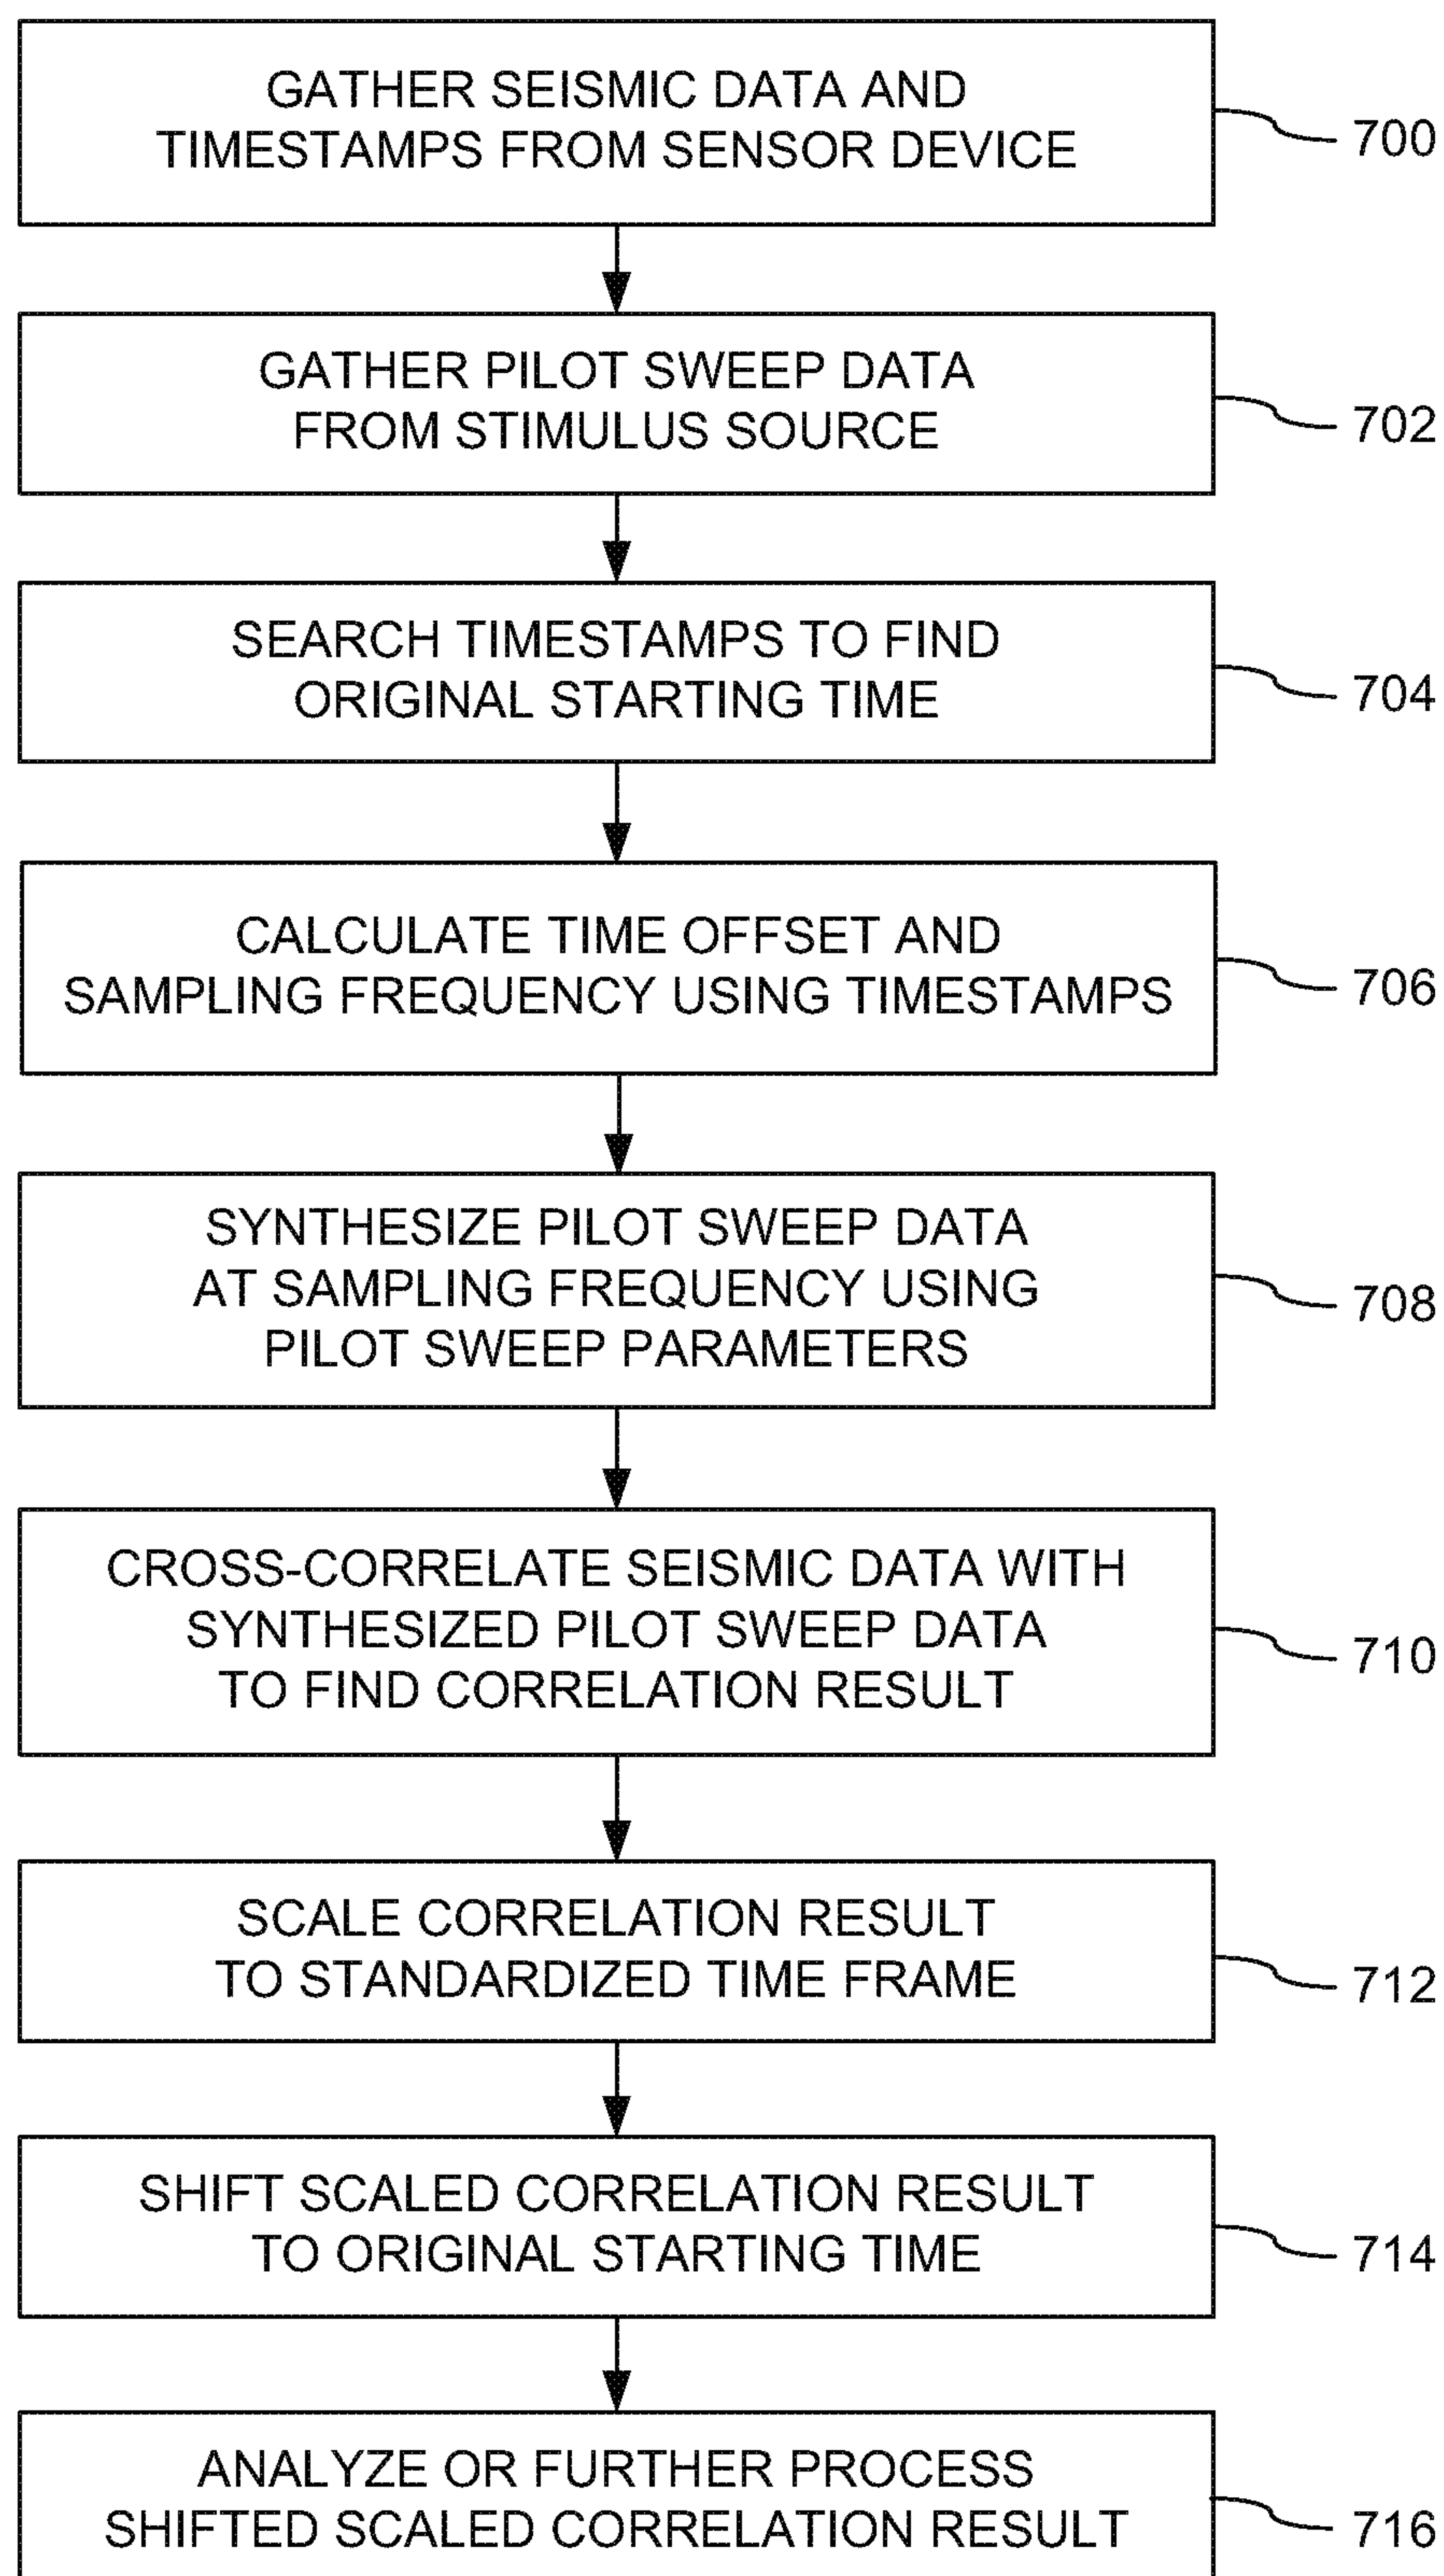 GATHER SEISMIC DATA AND
TIMESTAMPS FROM SENSOR DEVICE
700
GATHER PILOT SWEEP DATA
FROM STIMULUS SOURCE
702
SEARCH TIMESTAMPS TO FIND
ORIGINAL STARTING TIME
704
CALCULATE TIME OFFSET AND
SAMPLING FREQUENCY USING TIMESTAMPS
706
SYNTHESIZE PILOT SWEEP DATA
AT SAMPLING FREQUENCY USING
PILOT SWEEP PARAMETERS
708
CROSS-CORRELATE SEISMIC DATA WITH
SYNTHESIZED PILOT SWEEP DATA
TO FIND CORRELATION RESULT
710
SCALE CORRELATION RESULT
TO STANDARDIZED TIME FRAME
712
SHIFT SCALED CORRELATION RESULT
TO ORIGINAL STARTING TIME
714
ANALYZE OR FURTHER PROCESS
SHIFTED SCALED CORRELATION RESULT
716